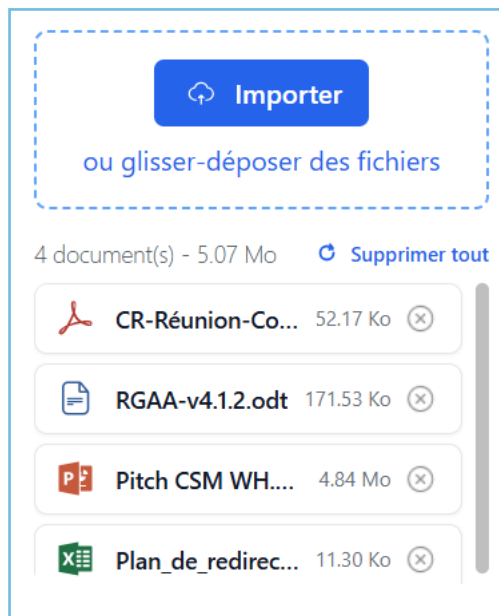 Importer
ou glisser-déposer des fichiers
4 document(s) - 5.07 Mo Supprimer tout
CR-Réunion-Co... 52.17 Ko
RGAA-v4.1.2.odt 171.53 Ko
Pitch CSM WH.... 4.84 Mo
Plan_de_redirec... 11.30 Ko